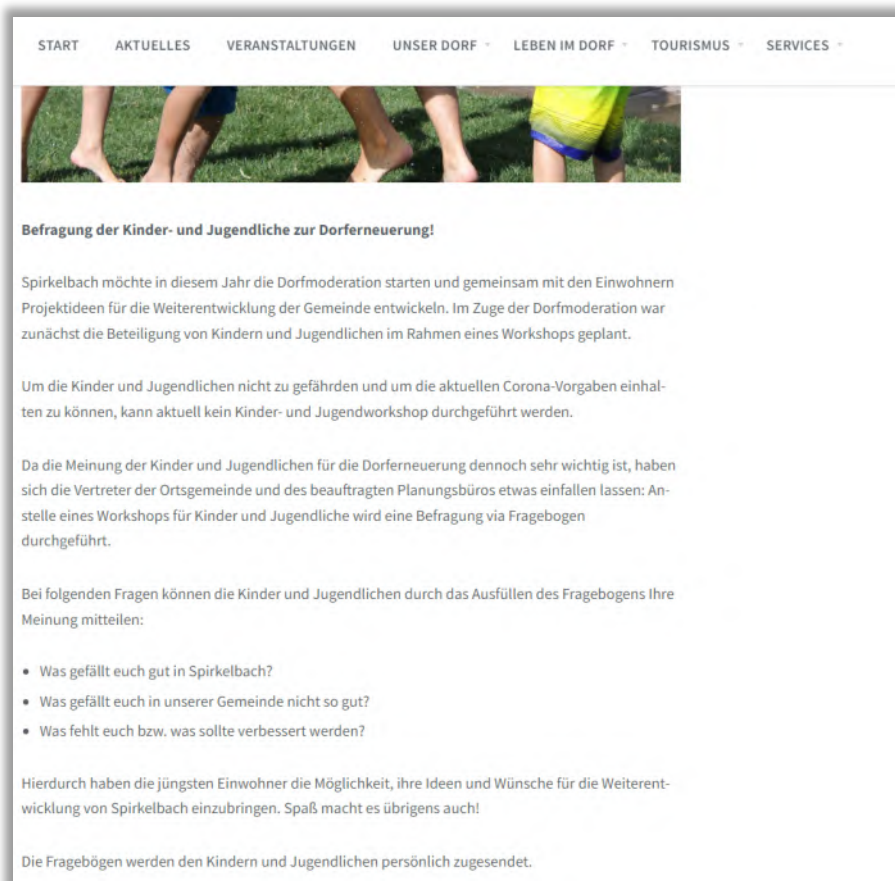 START AKTUELLES VERANSTALTUNGEN UNSER DORF LEBEN IM DORF TOURISMUS SERVICES
Befragung der Kinder- und Jugendliche zur Dorferneuerung!
Spirkelbach möchte in diesem Jahr die Dorfmoderation starten und gemeinsam mit den Einwohnern
Projektideen für die Weiterentwicklung der Gemeinde entwickeln. Im Zuge der Dorfmoderation war
zunächst die Beteiligung von Kindern und Jugendlichen im Rahmen eines Workshops geplant.
Um die Kinder und Jugendlichen nicht zu gefährden und um die aktuellen Corona-Vorgaben einhal-
ten zu können, kann aktuell kein Kinder- und Jugendworkshop durchgeführt werden.
Da die Meinung der Kinder und Jugendlichen für die Dorferneuerung dennoch sehr wichtig ist, haben
sich die Vertreter der Ortsgemeinde und des beauftragten Planungsbüros etwas einfallen lassen: An-
stelle eines Workshops für Kinder und Jugendliche wird eine Befragung via Fragebogen
durchgeführt.
Bei folgenden Fragen können die Kinder und Jugendlichen durch das Ausfüllen des Fragebogens Ihre
Meinung mitteilen:
• Was gefällt euch gut in Spirkelbach?
• Was gefällt euch in unserer Gemeinde nicht so gut?
• Was fehlt euch bzw. was sollte verbessert werden?
Hierdurch haben die jüngsten Einwohner die Möglichkeit, ihre Ideen und Wünsche für die Weiterent-
wicklung von Spirkelbach einzubringen. Spaß macht es übrigens auch!
Die Fragebögen werden den Kindern und Jugendlichen persönlich zugesendet.